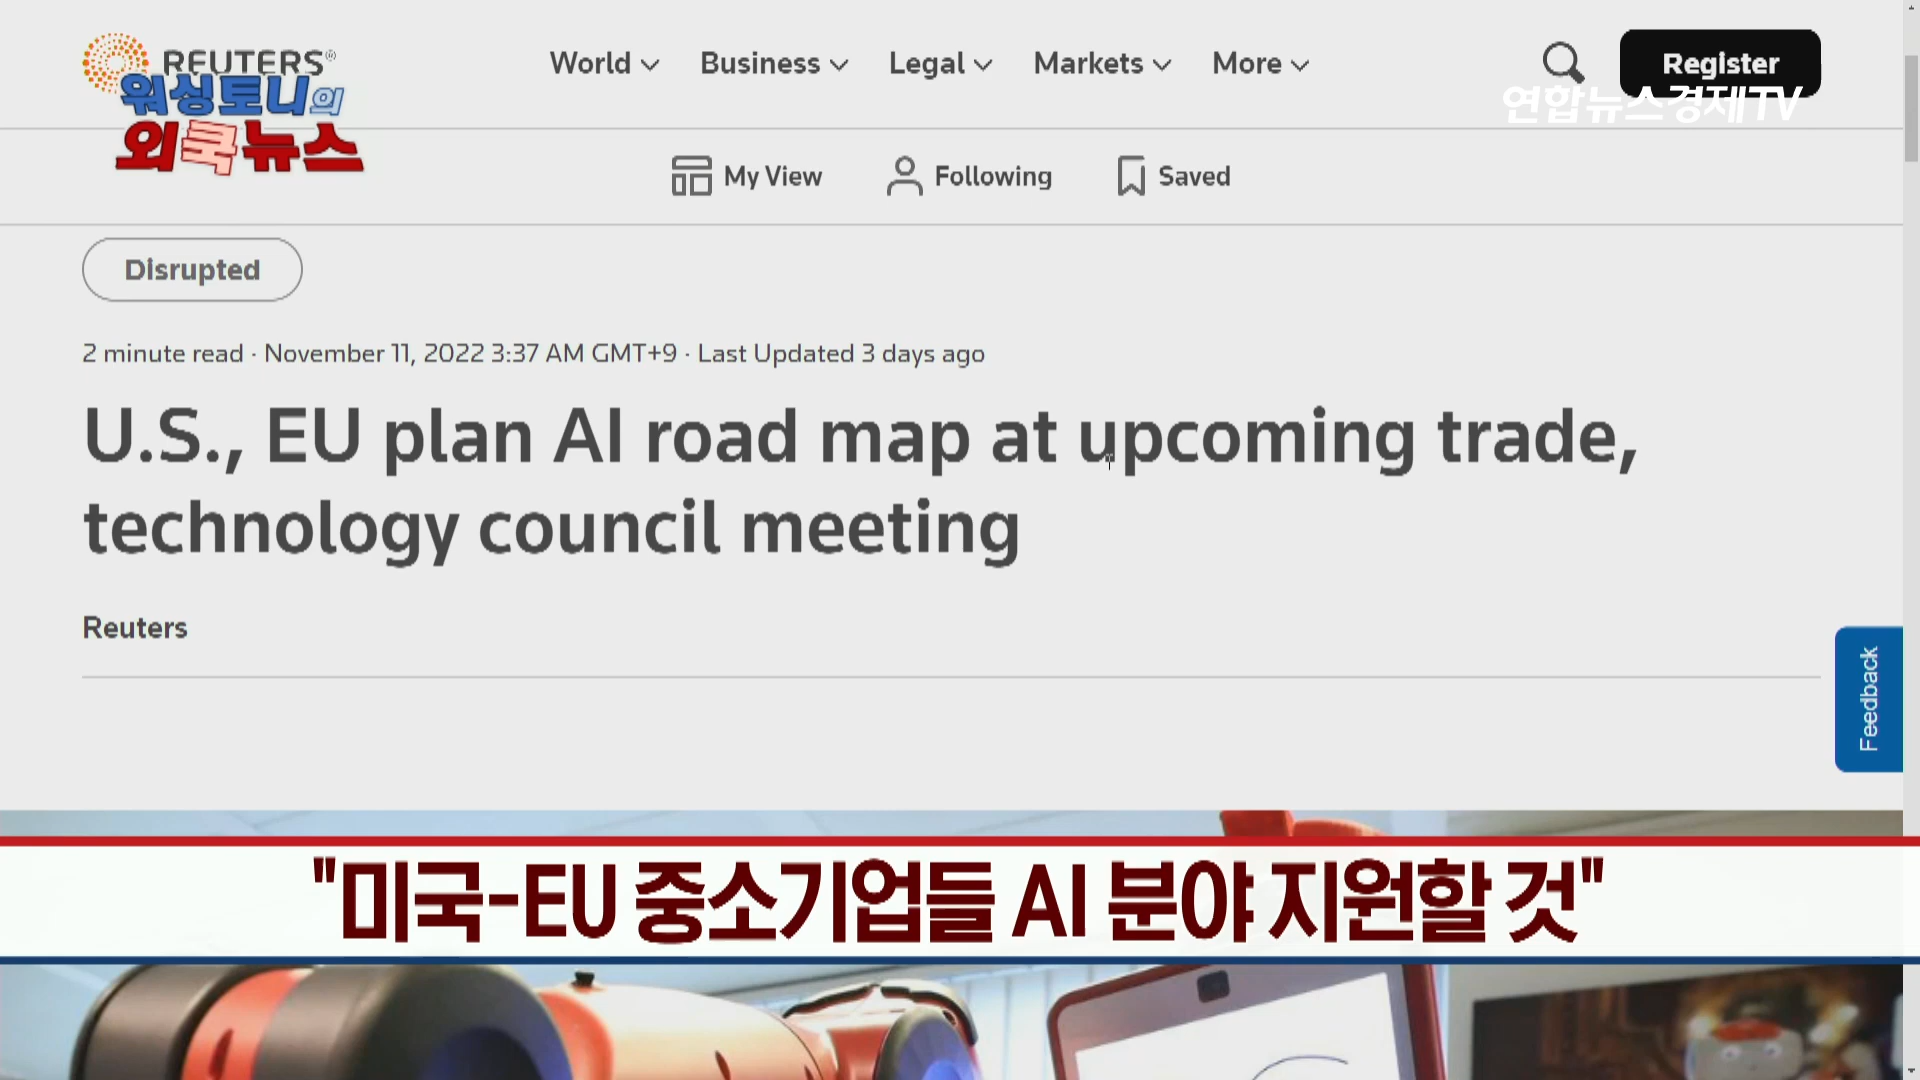 REUTERS®
워싱토니의
외쿡뉴스
World
Business
Legal
Markets
More
Register
연합뉴스경제TV
My View
Following
Saved
Disrupted
2 minute read · November 11, 2022 3:37 AM GMT+9 · Last Updated 3 days ago
U.S., EU plan AI road map at upcoming trade,
technology council meeting
Reuters
Feedback
"미국-EU 중소기업들 AI 분야 지원할 것"